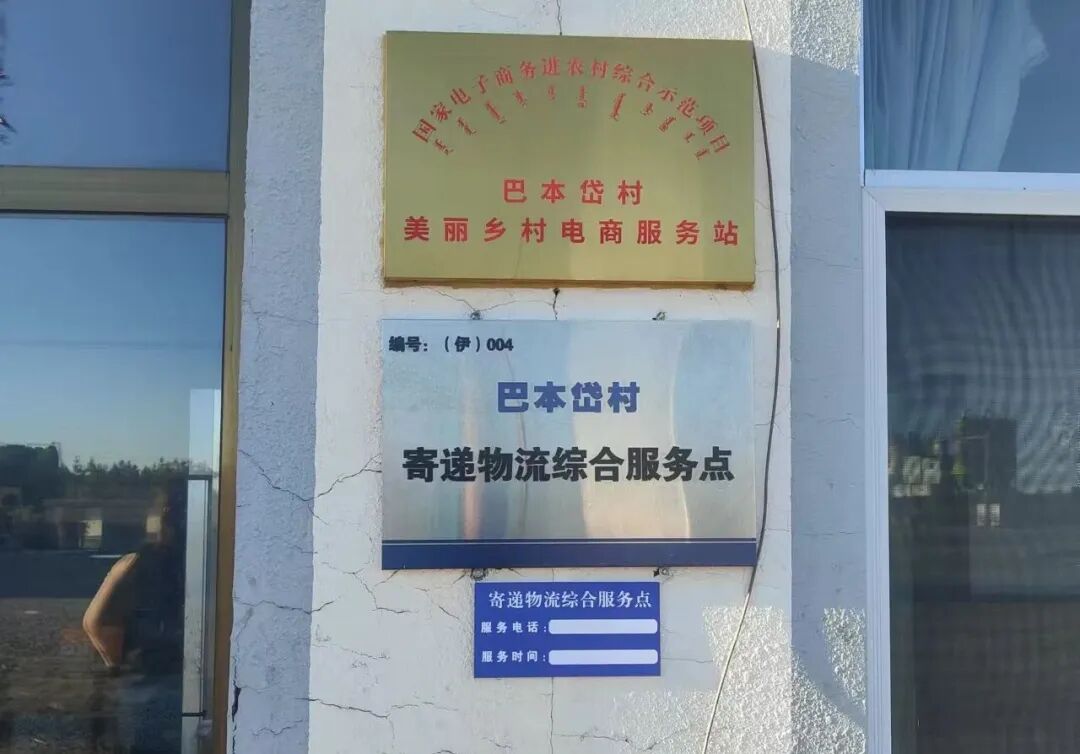 国家电子商务进农村综合示范项目
巴本岱村
美丽乡村电商服务站
编号：（伊）004
巴本岱村
寄递物流综合服务点
寄递物流综合服务点
服务电话：
服务时间：